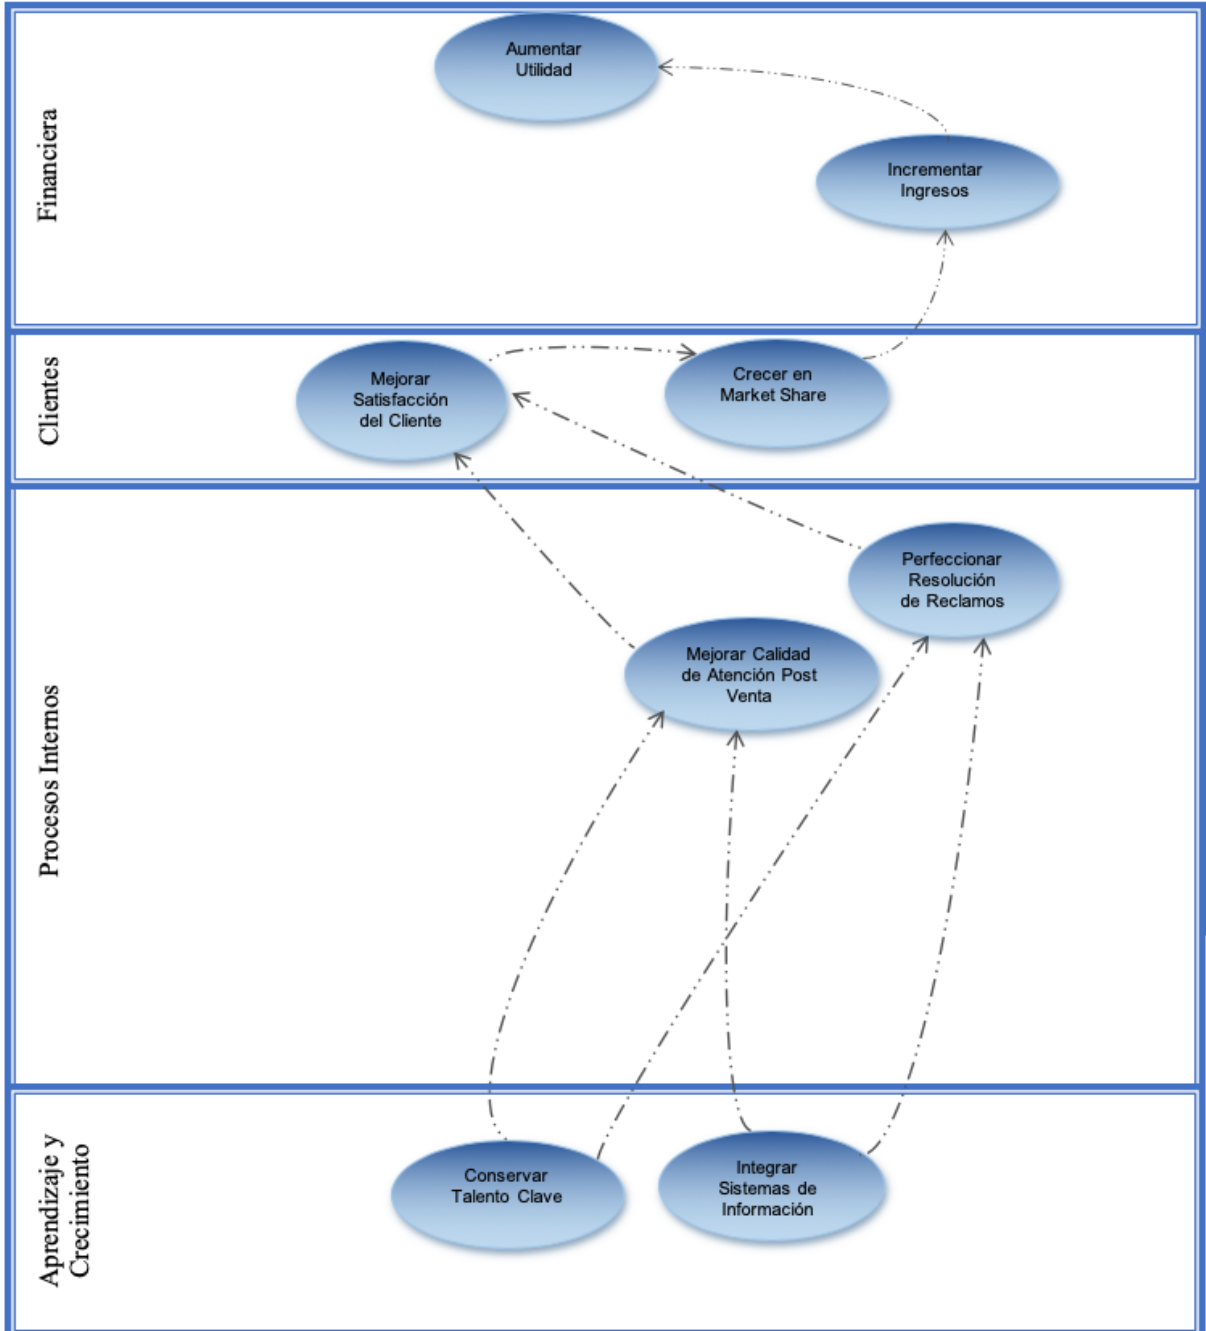 Financiera
Aumentar
Utilidad
Incrementar
Ingresos
Clientes
Mejorar
Satisfacción
del Cliente
Crecer en
Market Share
Procesos Internos
Perfeccionar
Resolución
de Reclamos
Mejorar Calidad
de Atención Post
Venta
Aprendizaje y
Crecimiento
Conservar
Talento Clave
Integrar
Sistemas de
Información